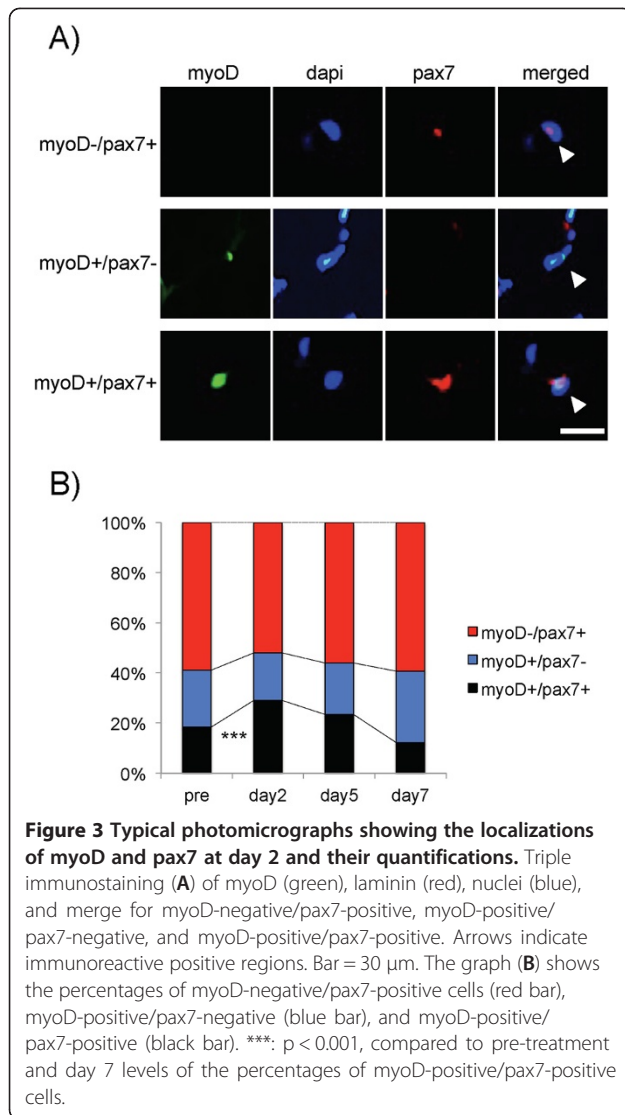 A)
myoD dapi pax7 merged
myoD-/pax7+
myoD+/pax7-
myoD+/pax7+
B)
100%
80%
60%
40%
20%
0%
***
pre day2 day5 day7
myoD-/pax7+
myoD+/pax7-
myoD+/pax7+
Figure 3 Typical photomicrographs showing the localizations
of myoD and pax7 at day 2 and their quantifications. Triple
immunostaining (A) of myoD (green), laminin (red), nuclei (blue),
and merge for myoD-negative/pax7-positive, myoD-positive/
pax7-negative, and myoD-positive/pax7-positive. Arrows indicate
immunoreactive positive regions. Bar = 30 μm. The graph (B) shows
the percentages of myoD-negative/pax7-positive cells (red bar),
myoD-positive/pax7-negative (blue bar), and myoD-positive/
pax7-positive (black bar). ***: p < 0.001, compared to pre-treatment
and day 7 levels of the percentages of myoD-positive/pax7-positive
cells.